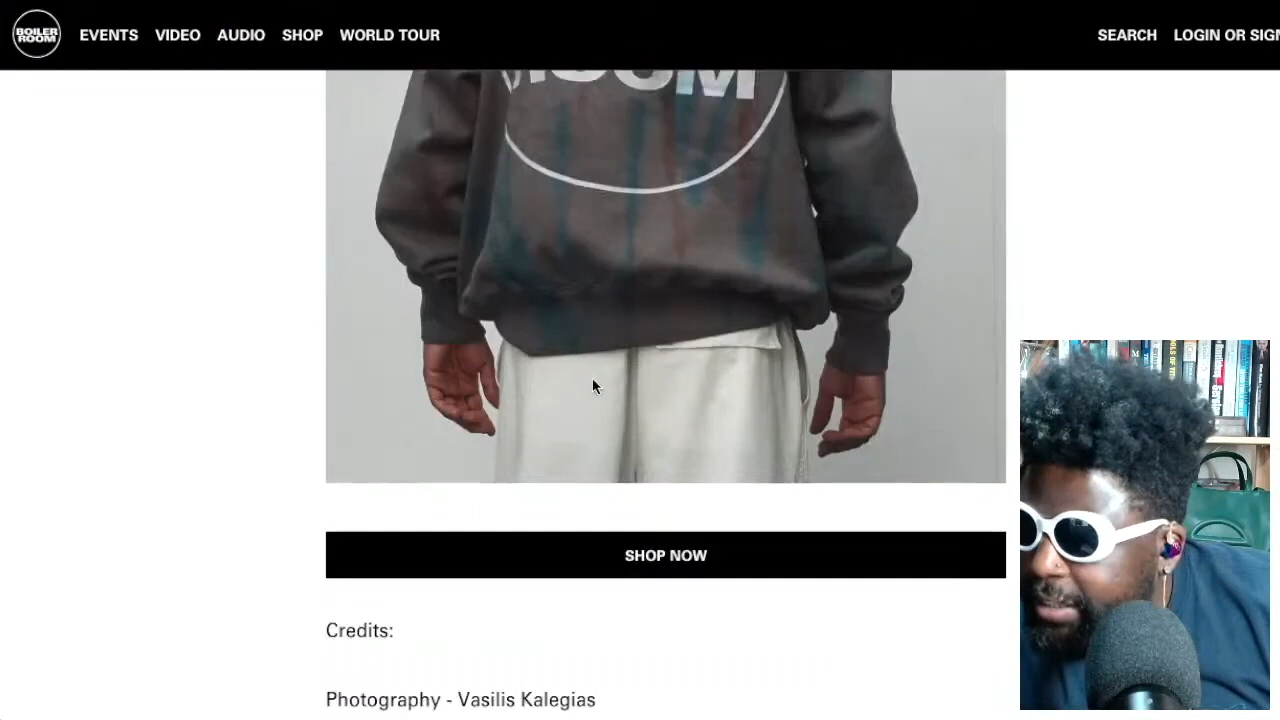 BOILER
ROOM
EVENTS
VIDEO
AUDIO
SHOP
WORLD TOUR
SEARCH
LOGIN OR SIGN
SHOP NOW
Credits:
Photography - Vasilis Kalegias